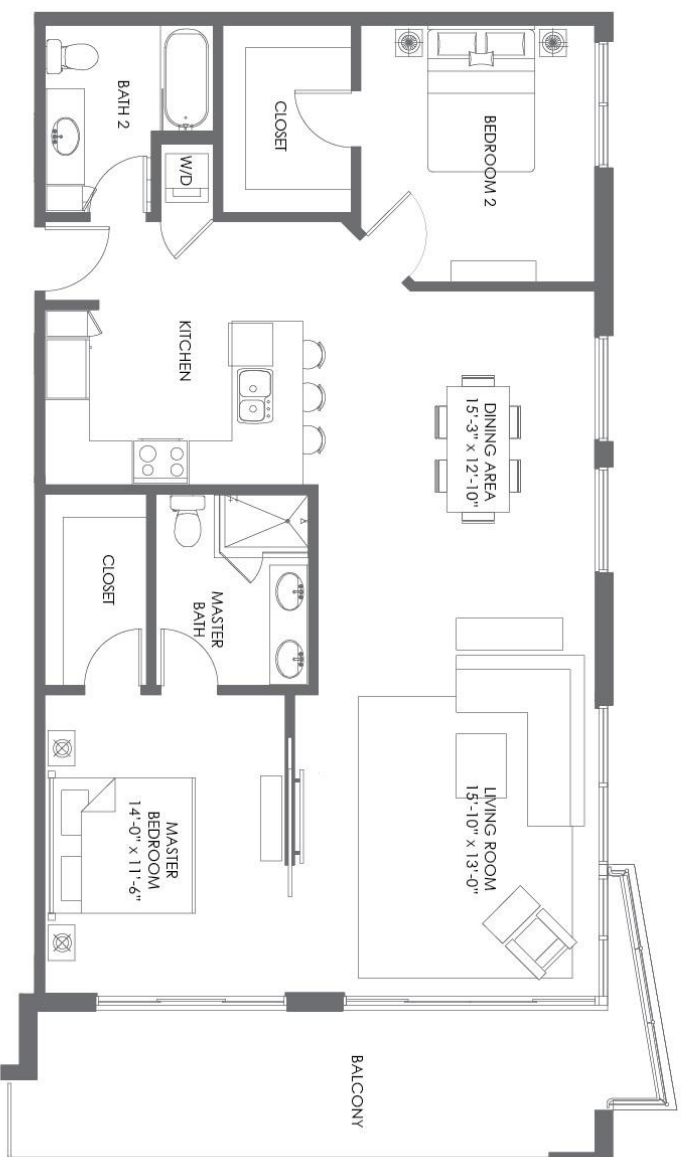 BATH 2
CLOSET
BEDROOM 2
W/D
KITCHEN
DINING AREA
15'-3" x 12'-10"
CLOSET
MASTER
BATH
MASTER
BEDROOM
14'-0" x 11'-6"
LIVING ROOM
15'-10" x 13'-0"
BALCONY